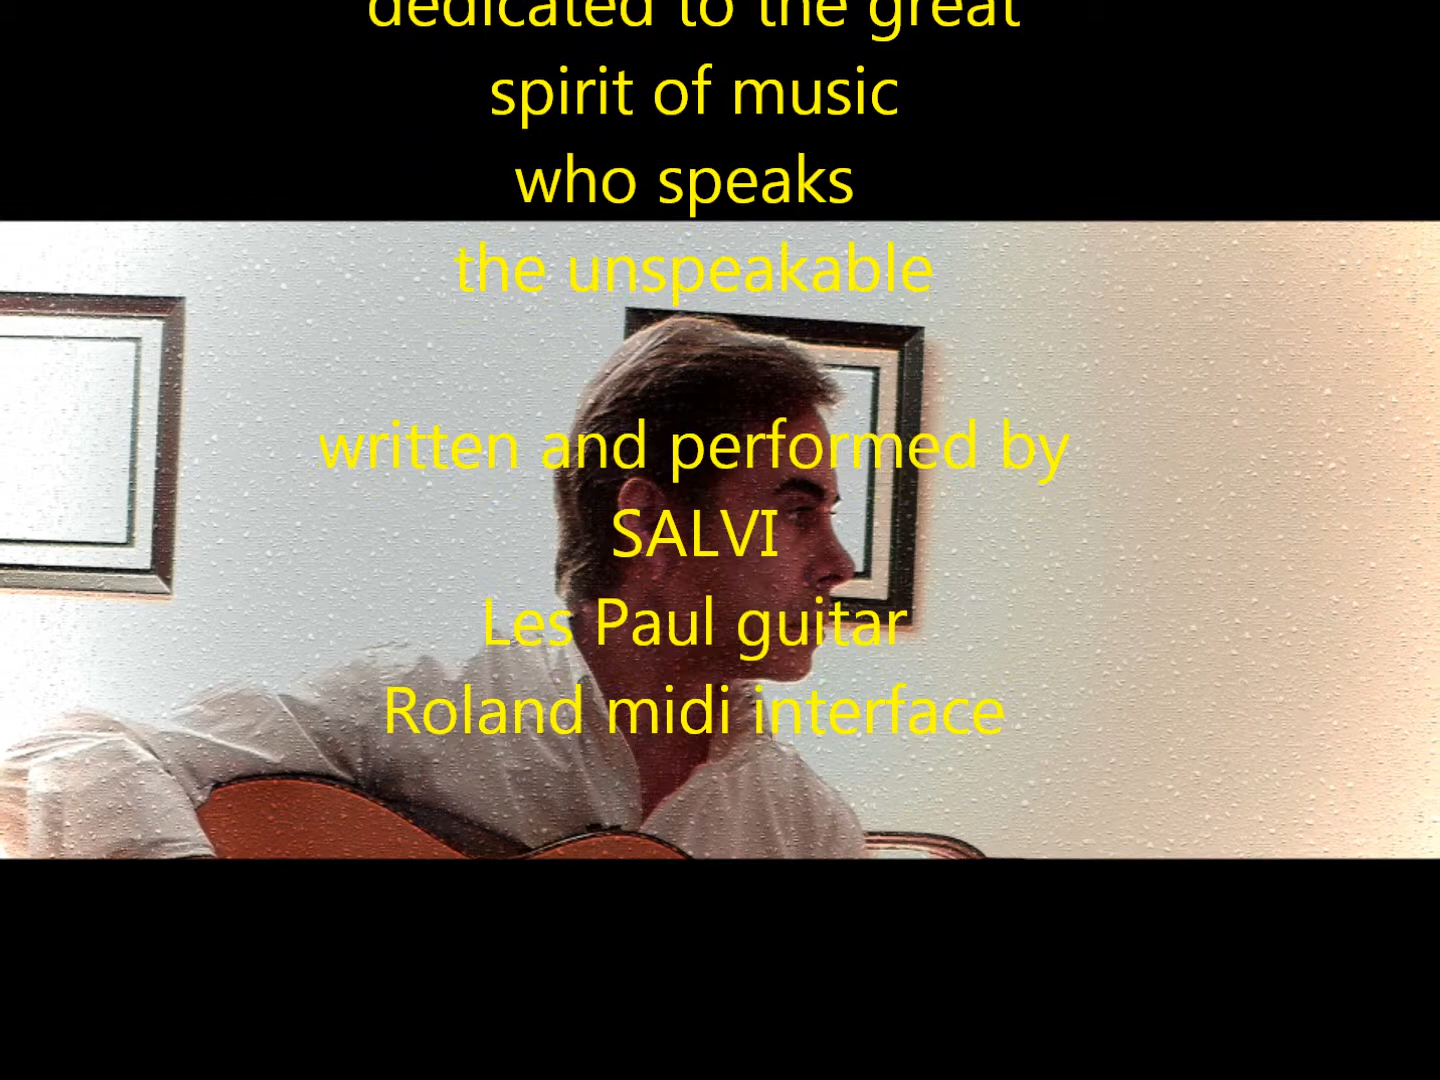 dedicated to the great
spirit of music
who speaks
the unspeakable
written and performed by
SALVI
Les Paul guitar
Roland midi interface